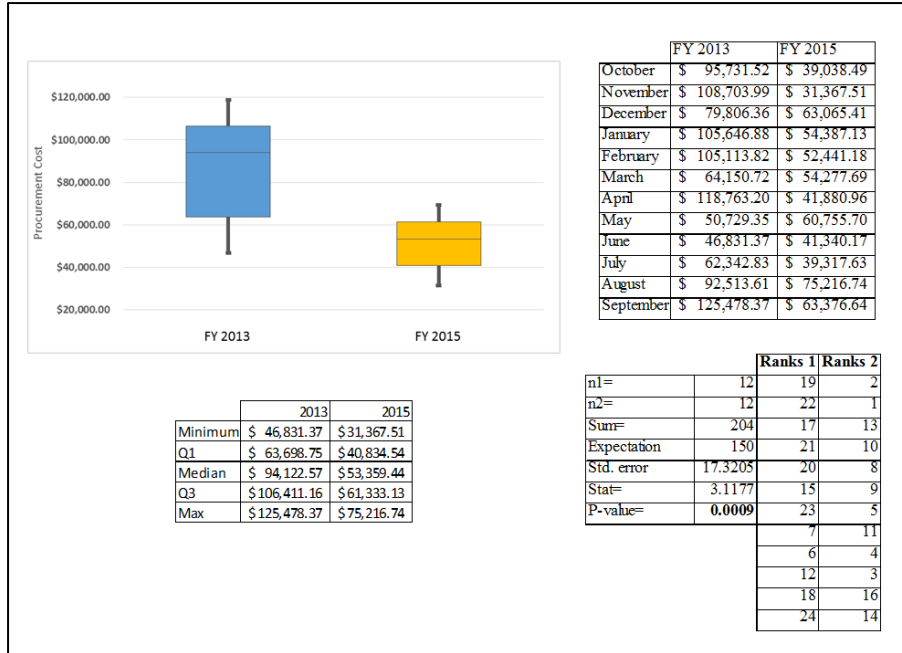 FY 2013 FY 2015
October $ 95,731.52 $ 39,038.49
November $ 108,703.99 $ 31,367.51
December $ 79,806.36 $ 63,065.41
January $ 105,646.88 $ 54,387.13
February $ 105,113.82 $ 52,441.18
March $ 64,150.72 $ 54,277.69
April $ 118,763.20 $ 41,880.96
May $ 50,729.35 $ 60,755.70
June $ 46,831.37 $ 41,340.17
July $ 62,342.83 $ 39,317.63
August $ 92,513.61 $ 75,216.74
September $ 125,478.37 $ 63,376.64
Procurement Cost
$120,000.00
$100,000.00
$80,000.00
$60,000.00
$40,000.00
$20,000.00
FY 2013 FY 2015
2013 2015
Minimum $ 46,831.37 $31,367.51
Q1 $ 63,698.75 $40,834.54
Median $ 94,122.57 $53,359.44
Q3 $106,411.16 $61,333.13
Max $125,478.37 $75,216.74
Ranks 1 Ranks 2
n1= 12 19 2
n2= 12 22 1
Sum= 204 17 13
Expectation 150 21 10
Std. error 17.3205 20 8
Stat= 3.1177 15 9
P-value= 0.0009 23 5
7 11
6 4
12 3
18 16
24 14